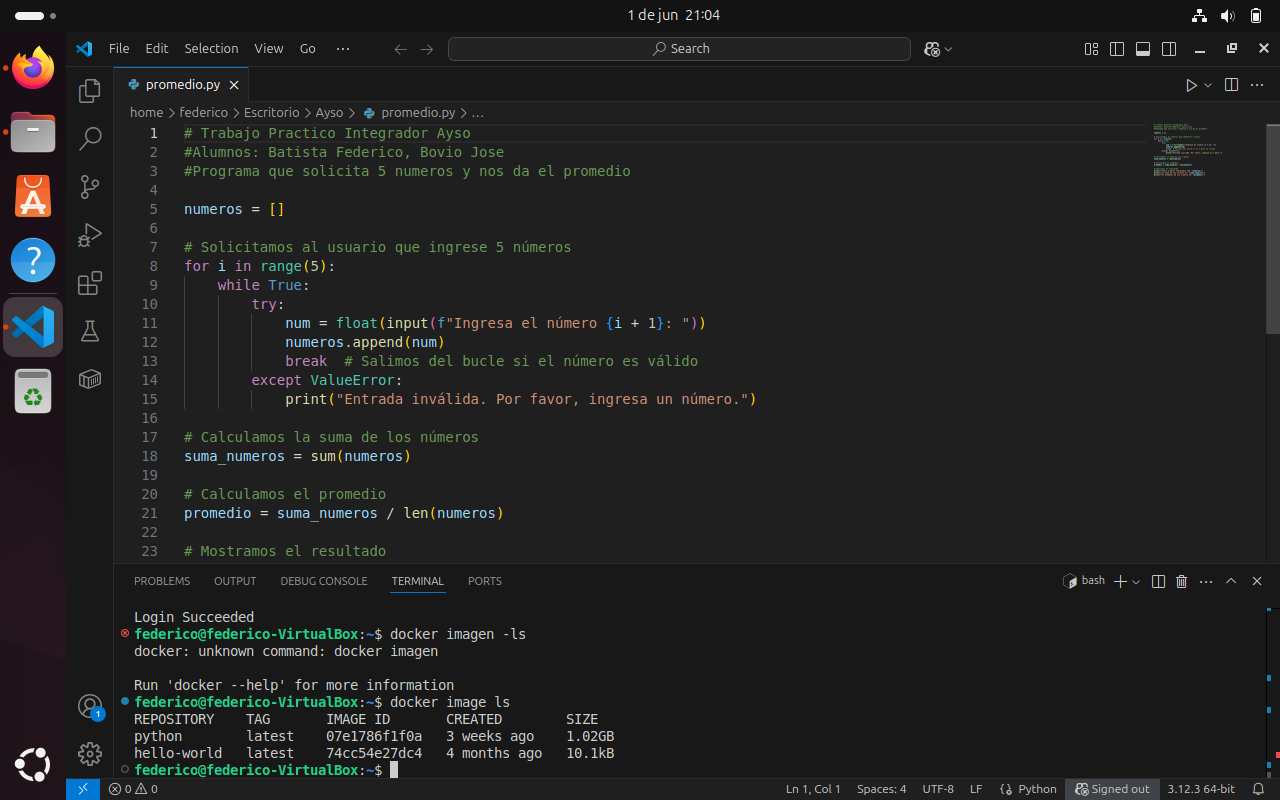 1 de jun 21:04
File Edit Selection View Go ··· Search
promedio.py
home > federico > Escritorio > Ayso > promedio.py > ...
1 # Trabajo Practico Integrador Ayso
2 #Alumnos: Batista Federico, Bovio Jose
3 #Programa que solicita 5 numeros y nos da el promedio
4
5 numeros = []
6
7 # Solicitamos al usuario que ingrese 5 números
8 for i in range(5):
9 while True:
10 try:
11 num = float(input(f"Ingresa el número {i + 1}: "))
12 numeros.append(num)
13 break # Salimos del bucle si el número es válido
14 except ValueError:
15 print("Entrada inválida. Por favor, ingresa un número.")
16
17 # Calculamos la suma de los números
18 suma_numeros = sum(numeros)
19
20 # Calculamos el promedio
21 promedio = suma_numeros / len(numeros)
22
23 # Mostramos el resultado
PROBLEMS OUTPUT DEBUG CONSOLE TERMINAL PORTS bash
Login Succeeded
federico@federico-VirtualBox:~$ docker imagen -ls
docker: unknown command: docker imagen
Run 'docker --help' for more information
federico@federico-VirtualBox:~$ docker image ls
REPOSITORY TAG IMAGE ID CREATED SIZE
python latest 07e1786f1f0a 3 weeks ago 1.02GB
hello-world latest 74cc54e27dc4 4 months ago 10.1kB
federico@federico-VirtualBox:~$
1
0 0 Ln 1, Col 1 Spaces: 4 UTF-8 LF {} Python Signed out 3.12.3 64-bit